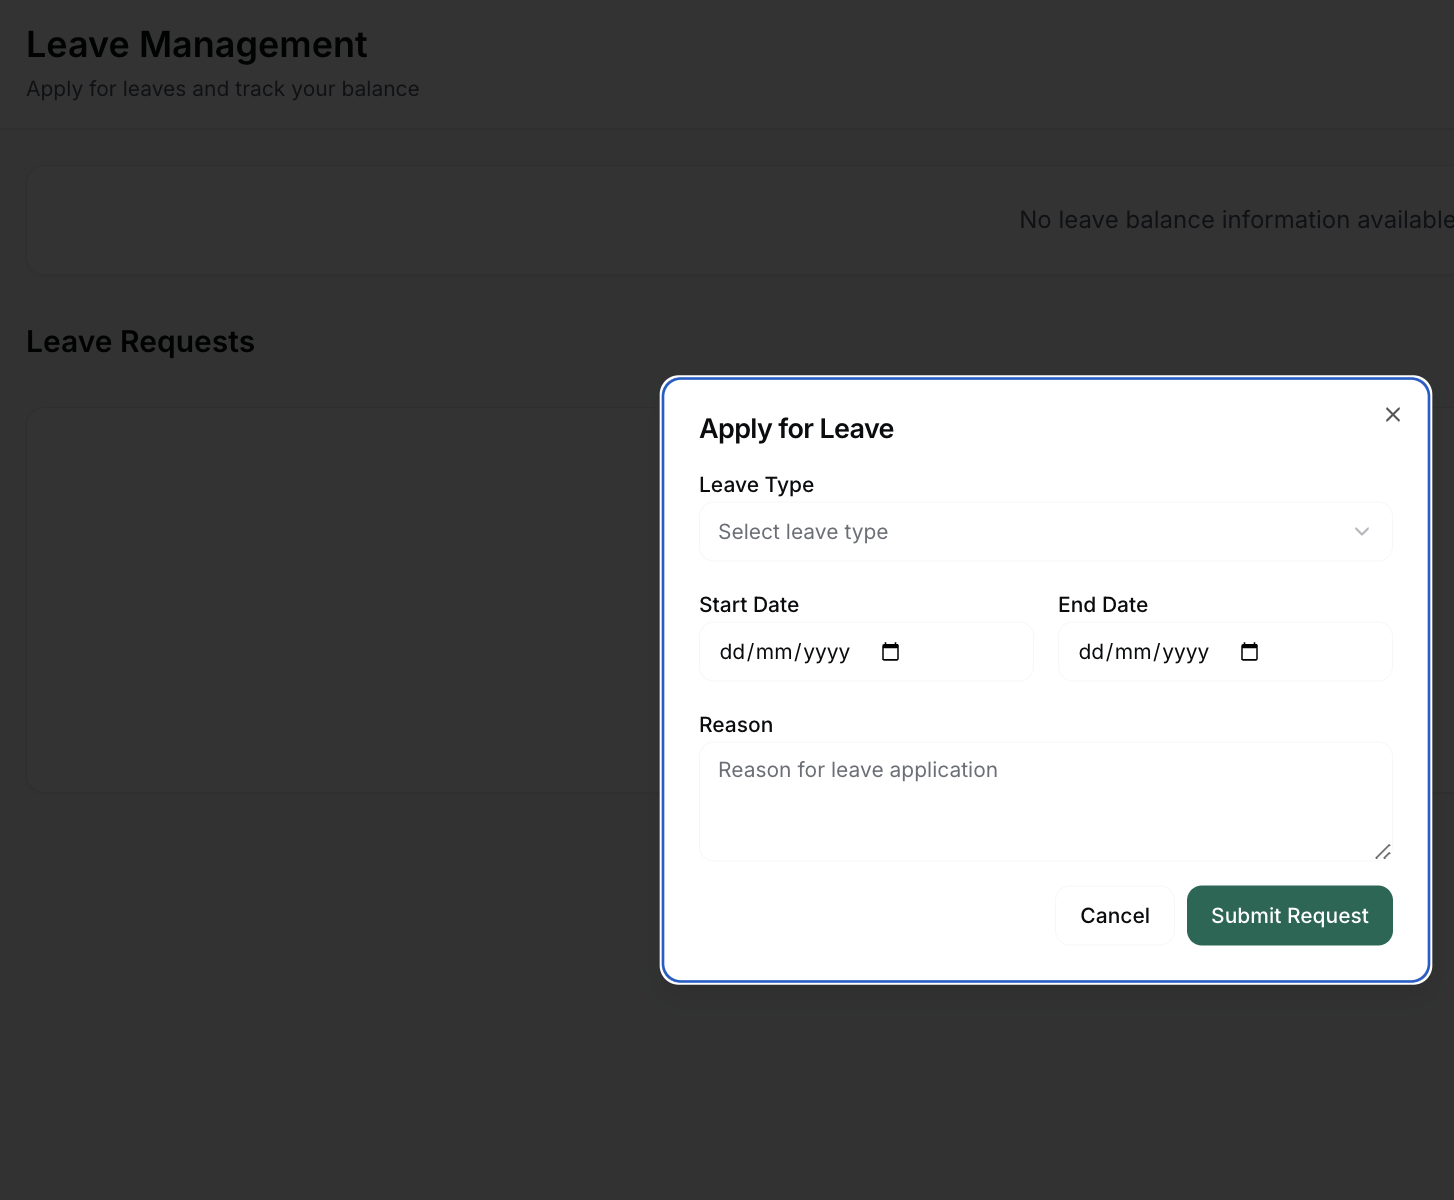 Leave Management
Apply for leaves and track your balance
No leave balance information available
Leave Requests
Apply for Leave
Leave Type
Select leave type
Start Date
End Date
dd/mm/yyyy
dd/mm/yyyy
Reason
Reason for leave application
Cancel
Submit Request